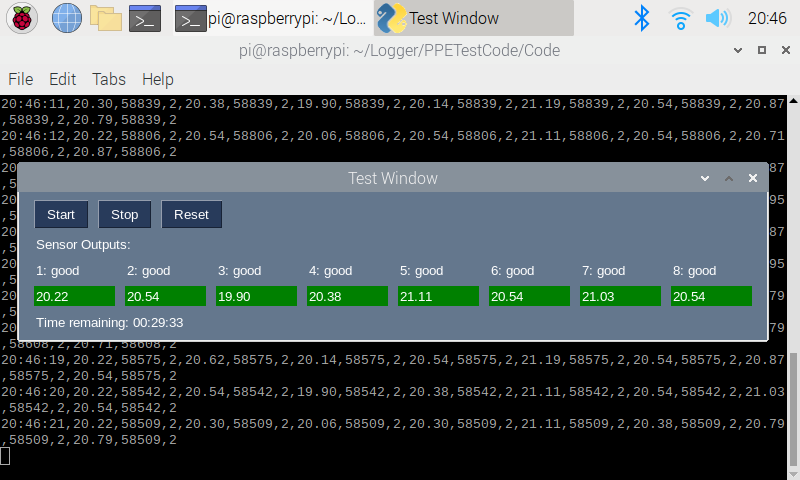 pi@raspberrypi: ~/Lo... Test Window 20:46
pi@raspberrypi: ~/Logger/PPETestCode/Code
File Edit Tabs Help
20:46:11,20.30,58839,2,20.38,58839,2,19.90,58839,2,20.14,58839,2,21.19,58839,2,20.54,58839,2,20.87
,58839,2,20.79,58839,2
20:46:12,20.22,58806,2,20.54,58806,2,20.06,58806,2,20.54,58806,2,21.11,58806,2,20.54,58806,2,20.71
,58806,2,20.87,58806,2
Test Window
Start Stop Reset
Sensor Outputs:
1: good 2: good 3: good 4: good 5: good 6: good 7: good 8: good
20.22 20.54 19.90 20.38 21.11 20.54 21.03 20.54
Time remaining: 00:29:33
,58608,2,20.71,58608,2
20:46:19,20.22,58575,2,20.62,58575,2,20.14,58575,2,20.54,58575,2,21.19,58575,2,20.54,58575,2,20.87
,58575,2,20.54,58575,2
20:46:20,20.22,58542,2,20.54,58542,2,19.90,58542,2,20.38,58542,2,21.11,58542,2,20.54,58542,2,21.03
,58542,2,20.54,58542,2
20:46:21,20.22,58509,2,20.30,58509,2,20.06,58509,2,20.30,58509,2,21.11,58509,2,20.38,58509,2,20.79
,58509,2,20.79,58509,2